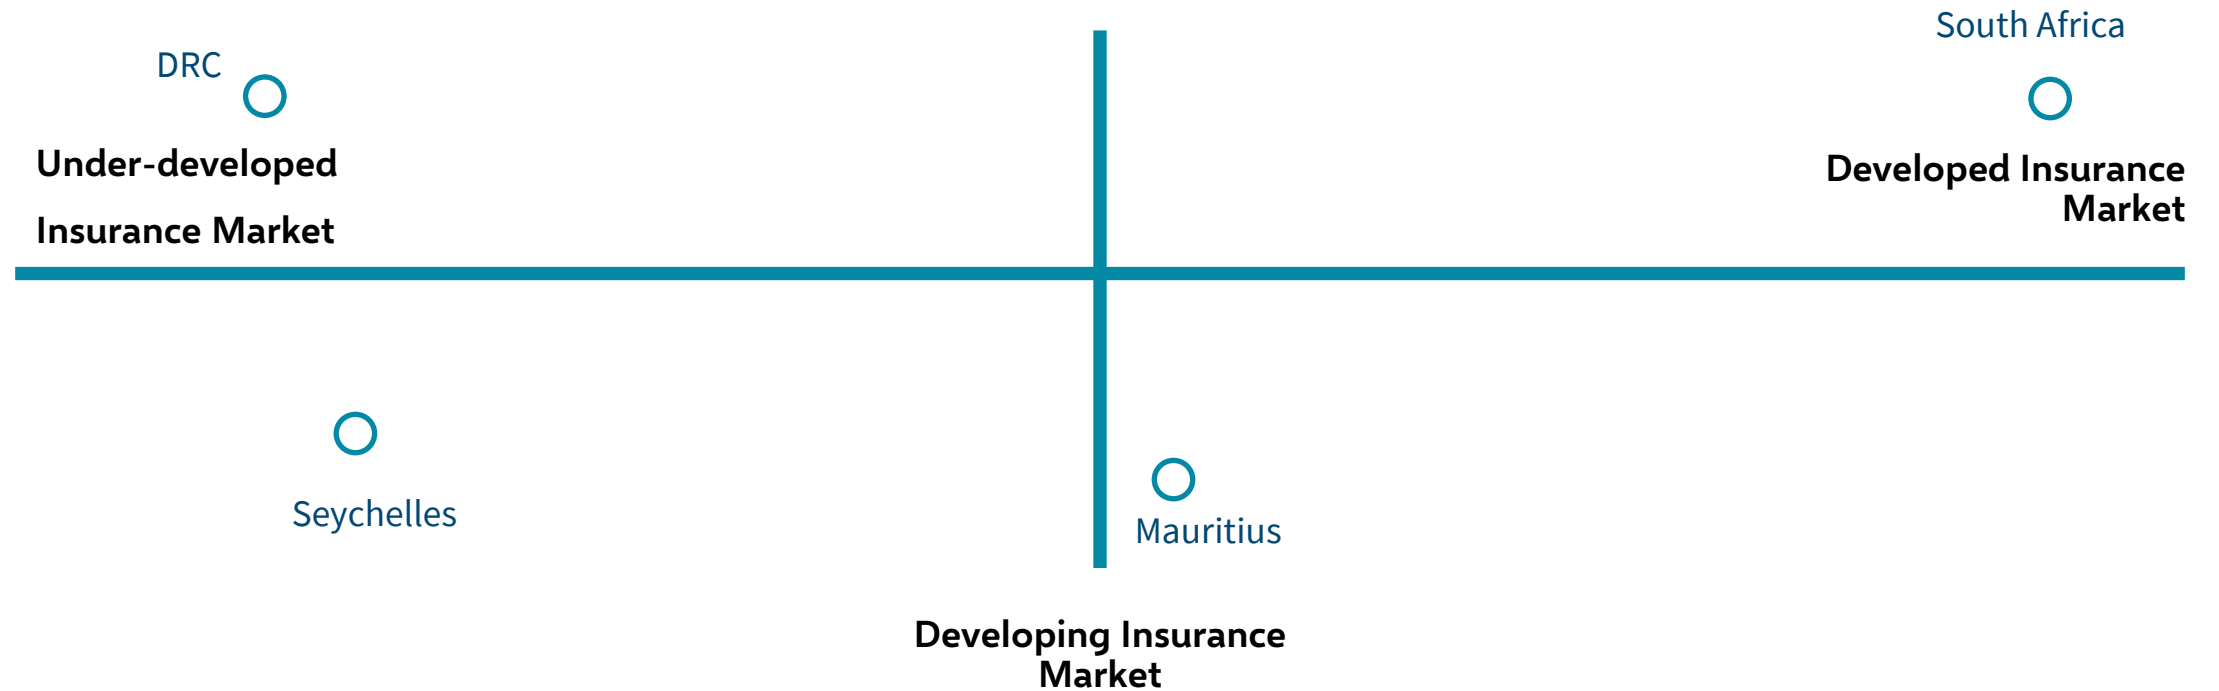 South Africa
DRC
Under-developed
Insurance Market
Developed Insurance
Market
Seychelles
Mauritius
Developing Insurance
Market